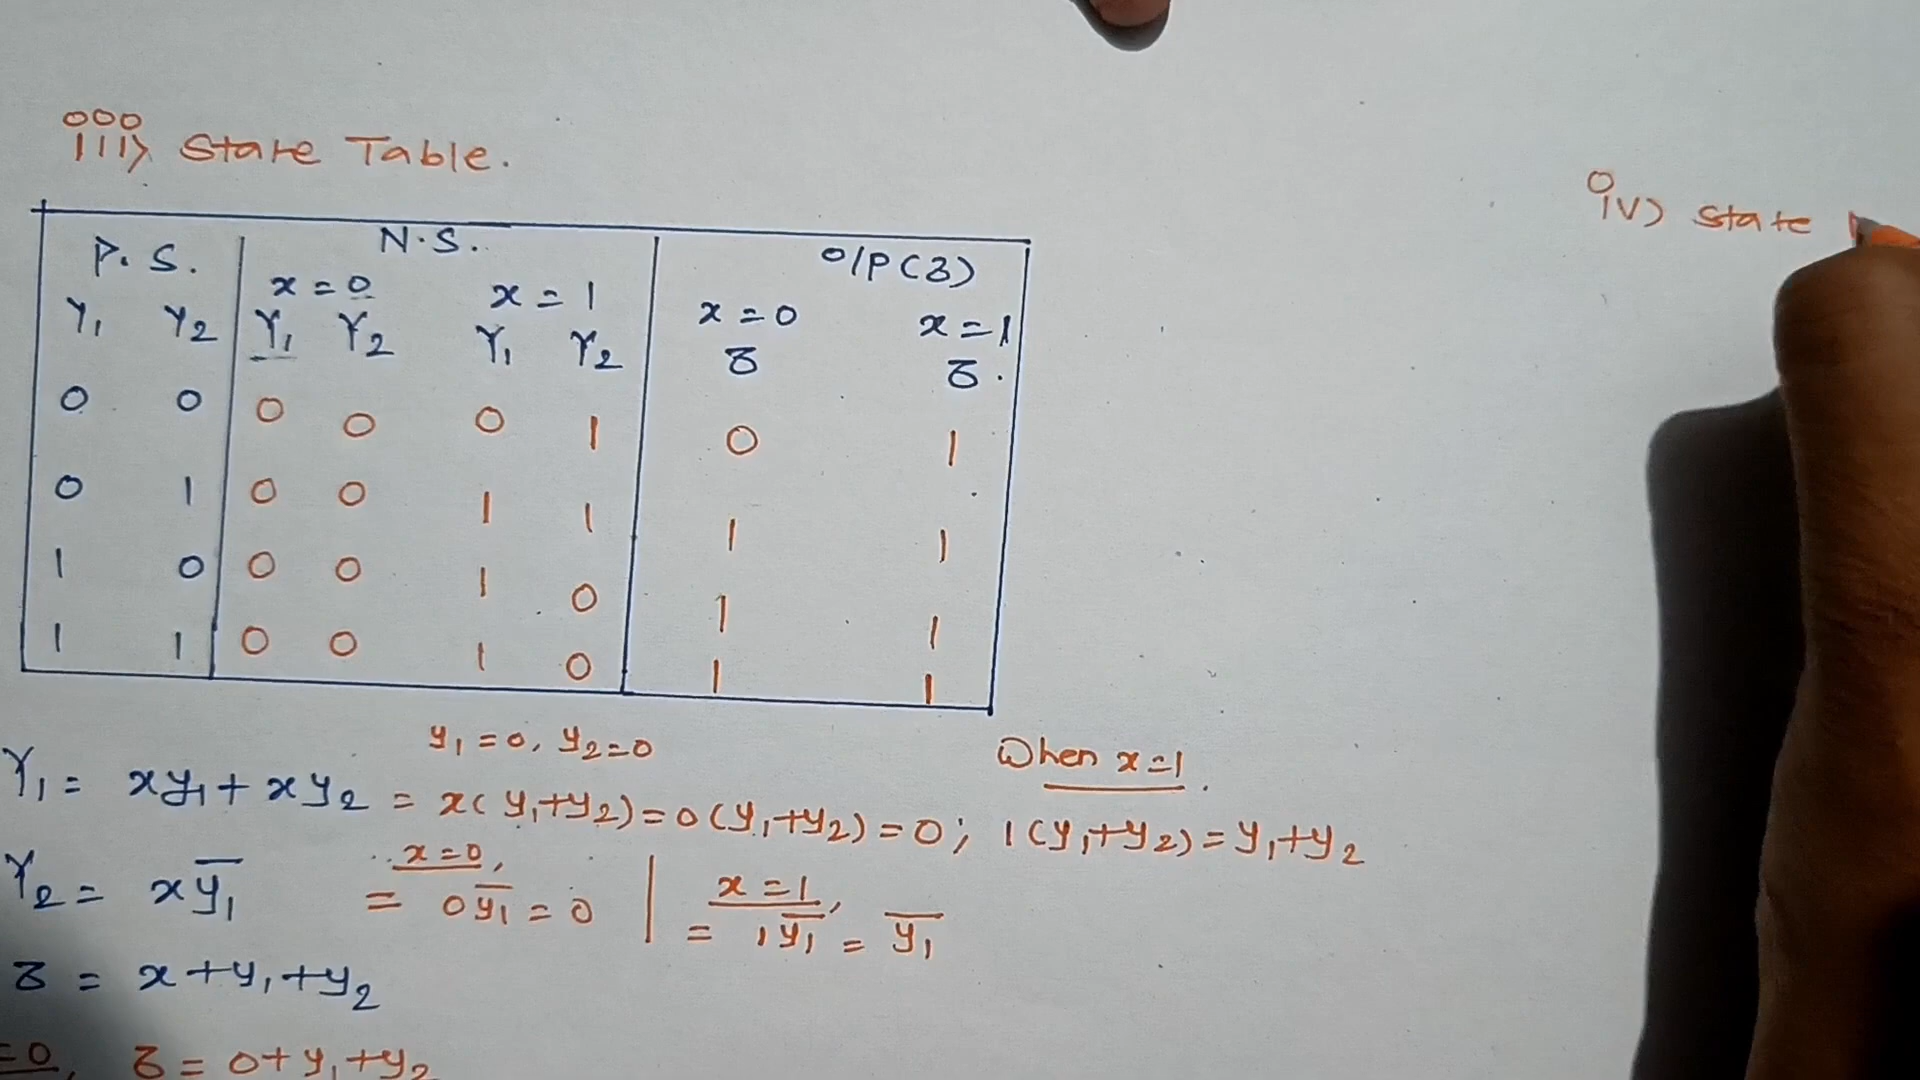 iii) State Table.
iv) State
P.S. N.S. O/P(z)
x=0 x=1 x=0 x=1
y1 y2 Y1 Y2 Y1 Y2 z z.
0 0 0 0 0 1 0 1
0 1 0 0 1 1 1 1
1 0 0 0 1 0 1 1
1 1 0 0 1 0 1 1
y1=0, y2=0 When x=1.
Y1 = xy1 + xy2 = x(y1+y2) = 0(y1+y2) = 0; 1(y1+y2) = y1+y2
x=0, x=1,
Y2 = xy̅1 = 0y̅1 = 0 | = 1y̅1 = y̅1
z = x+y1+y2
=0, z = 0+y1+y2